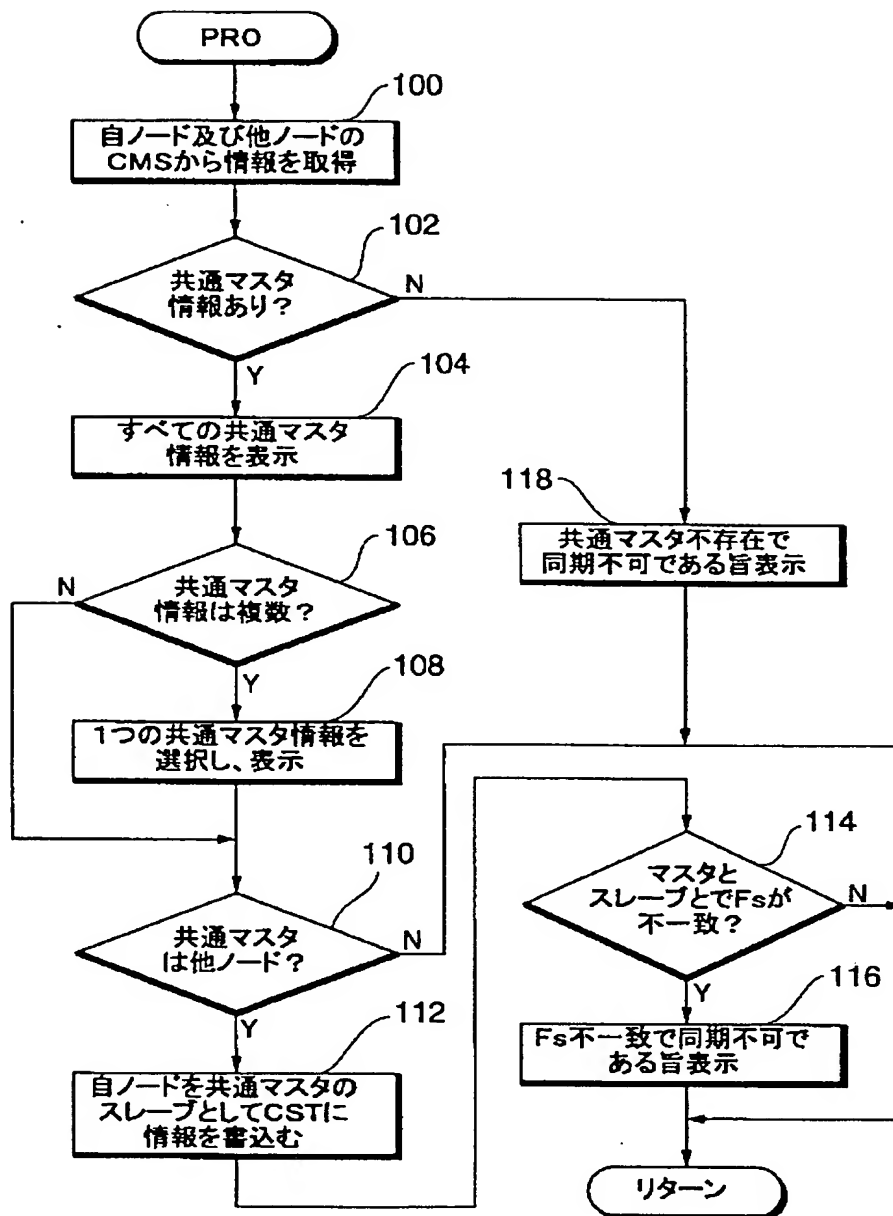 PRO
100
自ノード及び他ノードの
CMSから情報を取得
102
共通マスタ
情報あり？
N
Y
104
すべての共通マスタ
情報を表示
106
共通マスタ
情報は複数？
N
Y
108
1つの共通マスタ情報を
選択し、表示
110
共通マスタ
は他ノード？
N
Y
112
自ノードを共通マスタの
スレーブとしてCSTに
情報を書込む
118
共通マスタ不存在で
同期不可である旨表示
114
マスタと
スレーブとでFsが
不一致？
N
Y
116
Fs不一致で同期不可で
ある旨表示
リターン